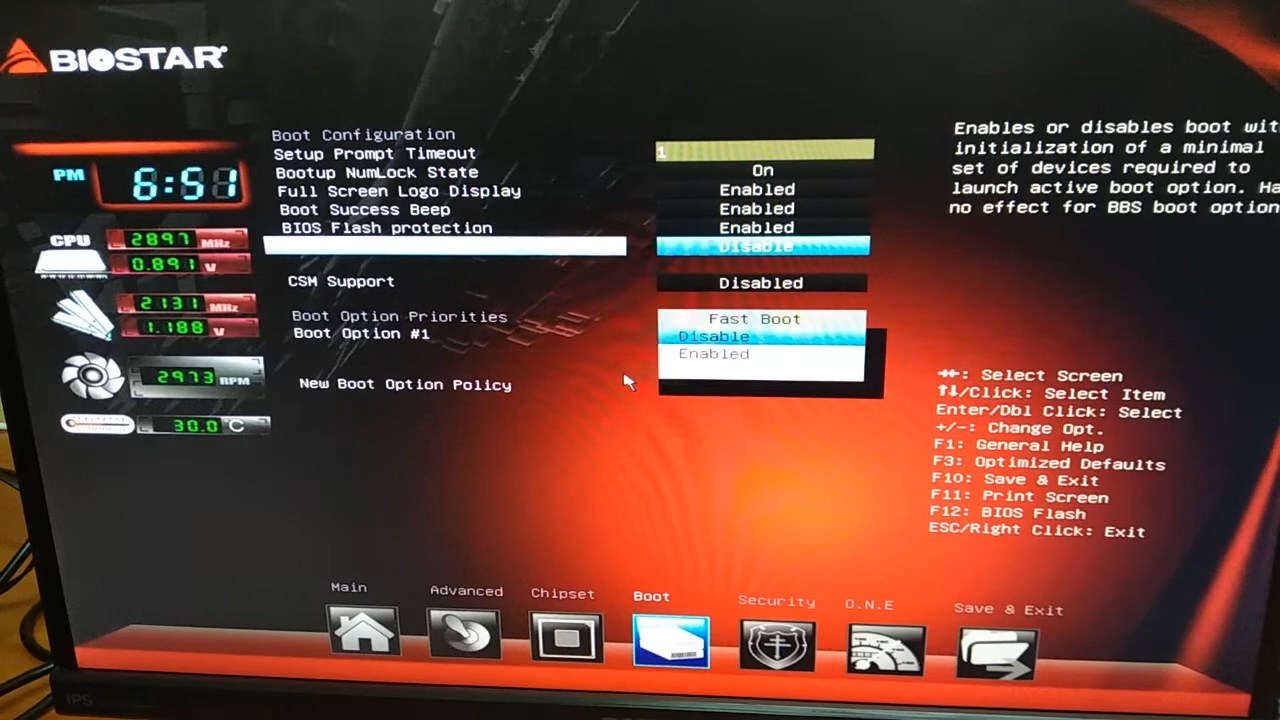 BIOSTAR
PM
6:51
CPU
2897 MHz
0.891 V
2131 MHz
1.188 V
2973 RPM
30.0 C
Boot Configuration
Setup Prompt Timeout 1
Bootup NumLock State On
Full Screen Logo Display Enabled
Boot Success Beep Enabled
BIOS Flash protection Enabled
Disable
CSM Support Disabled
Boot Option Priorities
Boot Option #1
New Boot Option Policy
Fast Boot
Disable
Enabled
Enables or disables boot wit
initialization of a minimal
set of devices required to
launch active boot option. Ha
no effect for BBS boot option
→←: Select Screen
↑↓/Click: Select Item
Enter/Dbl Click: Select
+/-: Change Opt.
F1: General Help
F3: Optimized Defaults
F10: Save & Exit
F11: Print Screen
F12: BIOS Flash
ESC/Right Click: Exit
Main
Advanced
Chipset
Boot
Security
O.N.E
Save & Exit
IPS